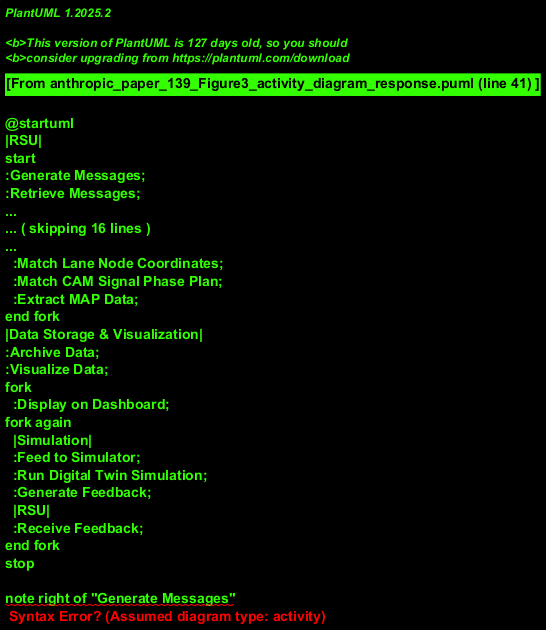 PlantUML 1.2025.2
<b>This version of PlantUML is 127 days old, so you should
<b>consider upgrading from https://plantuml.com/download
[From anthropic_paper_139_Figure3_activity_diagram_response.puml (line 41) ]
@startuml
|RSU|
start
:Generate Messages;
:Retrieve Messages;
...
... ( skipping 16 lines )
...
:Match Lane Node Coordinates;
:Match CAM Signal Phase Plan;
:Extract MAP Data;
end fork
|Data Storage & Visualization|
:Archive Data;
:Visualize Data;
fork
:Display on Dashboard;
fork again
|Simulation|
:Feed to Simulator;
:Run Digital Twin Simulation;
:Generate Feedback;
|RSU|
:Receive Feedback;
end fork
stop
note right of "Generate Messages"
Syntax Error? (Assumed diagram type: activity)